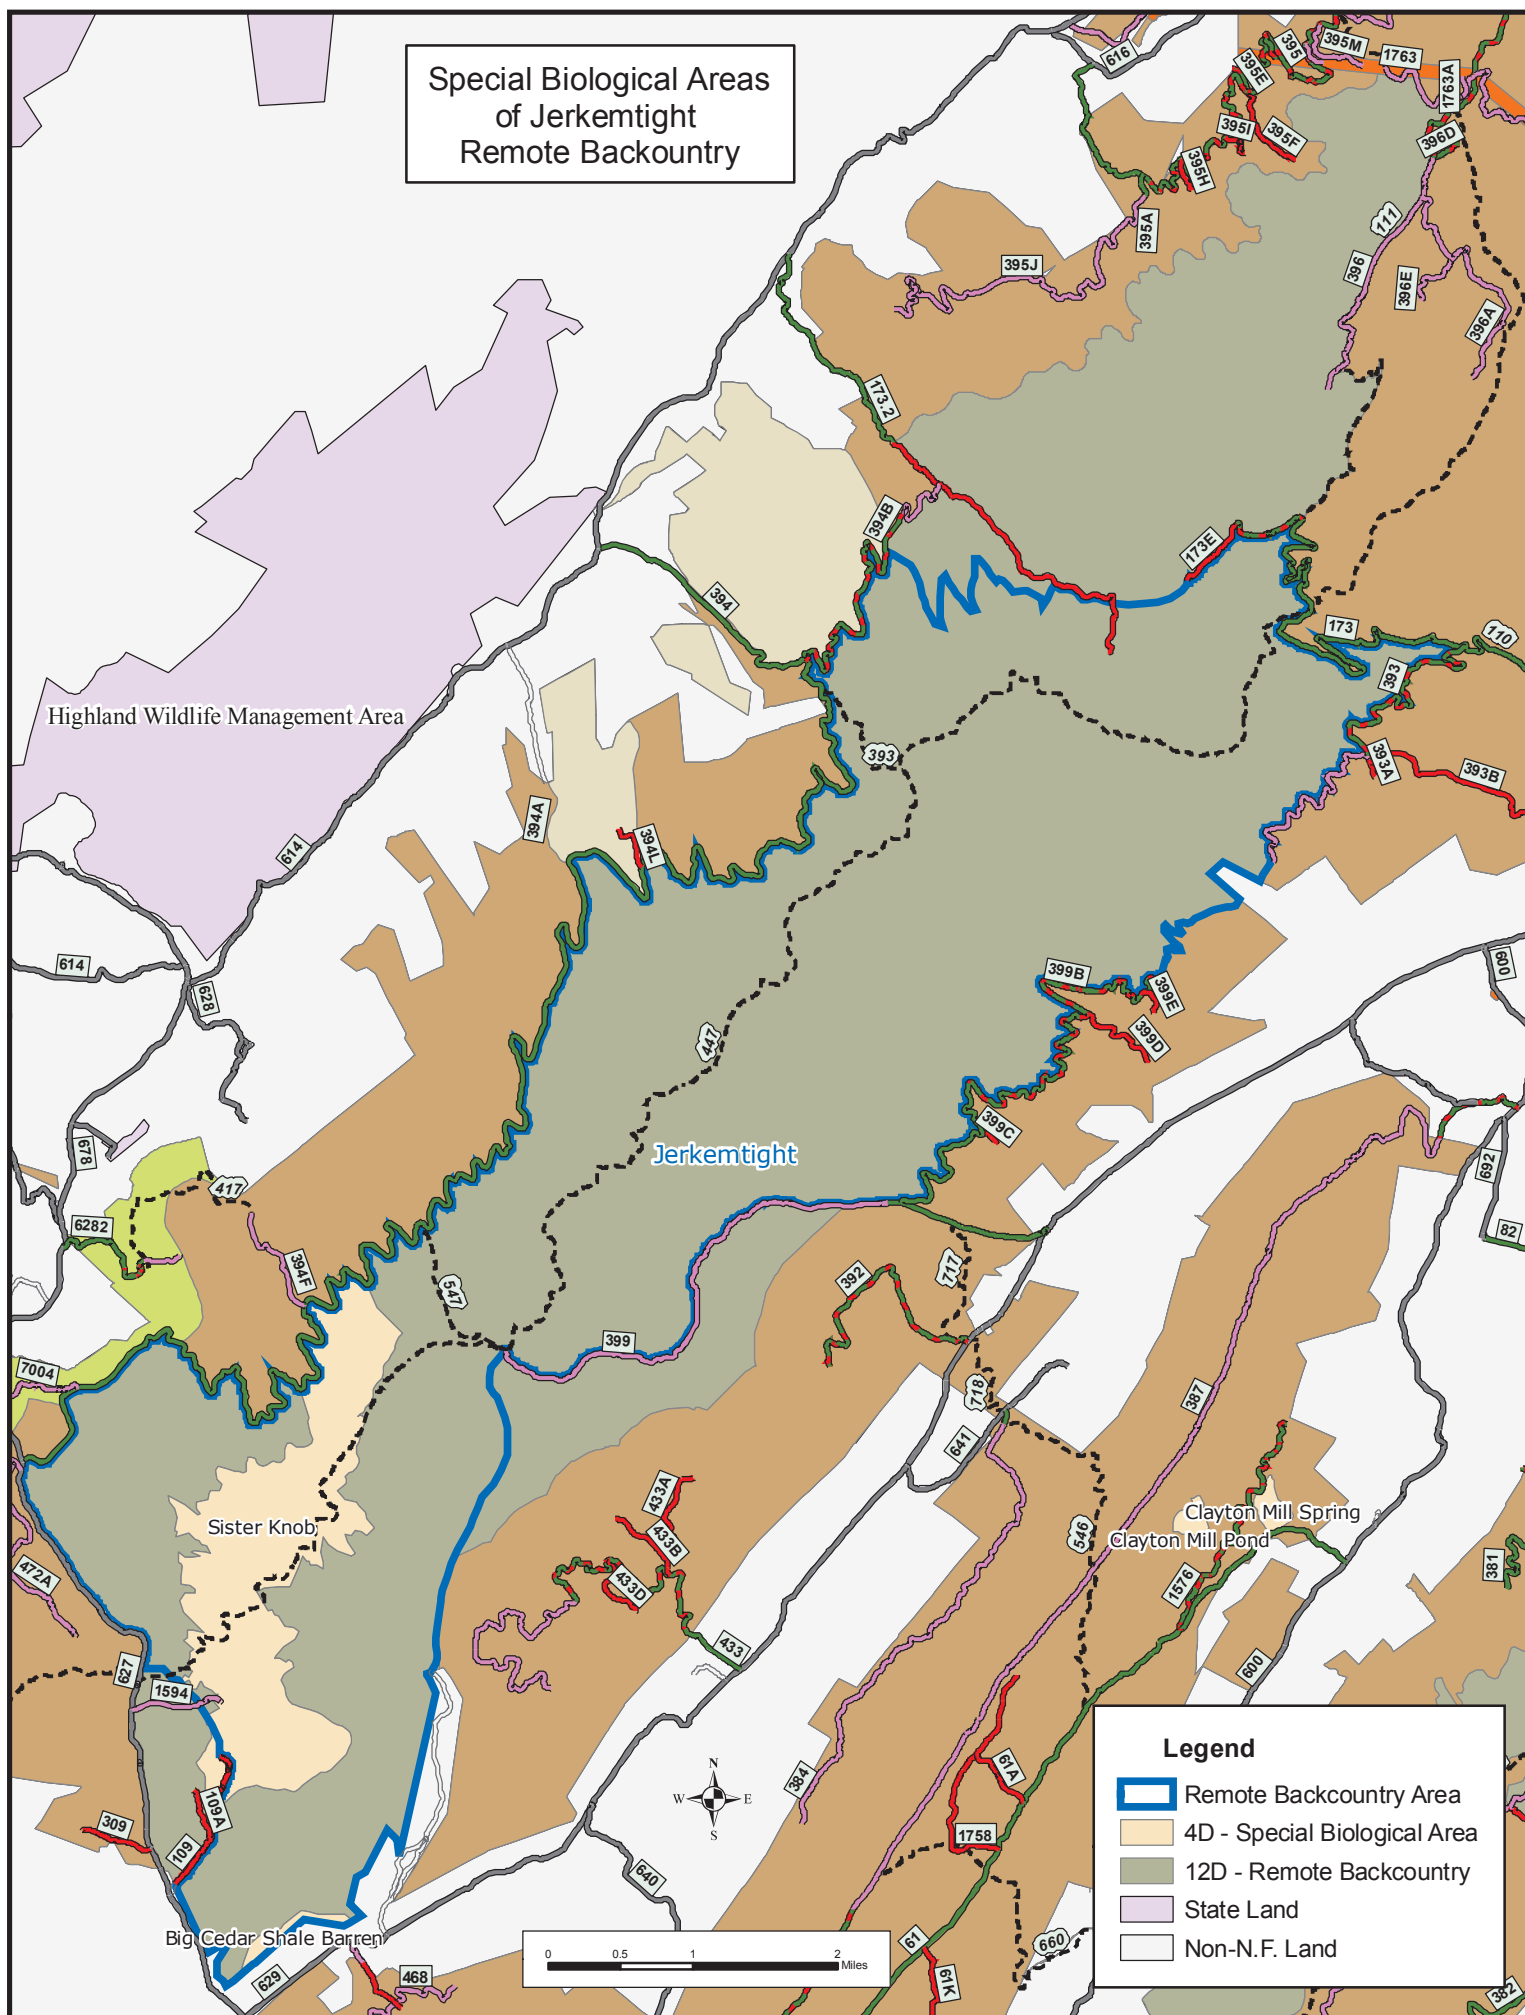 Special Biological Areas
of Jerkemtight
Remote Backountry
616
395
395M
1763
395E
1763A
395I
395F
396D
395H
395A
111
395J
396
396E
396A
173.2
394B
173E
394
173
110
393
Highland Wildlife Management Area
393
393A
393B
394A
394L
614
614
628
399B
399E
600
399D
447
399C
678
Jerkemtight
692
417
6282
82
394F
547
717
392
399
7004
718
387
641
433A
Clayton Mill Spring
Sister Knob
433B
546
Clayton Mill Pond
472A
433D
1576
381
433
627
600
1594
Legend
Remote Backcountry Area
4D - Special Biological Area
12D - Remote Backcountry
State Land
Non-N.F. Land
N
W
E
S
384
61A
109A
309
1758
109
640
Big Cedar Shale Barren
61
660
0
0.5
1
2
Miles
629
468
61K
382